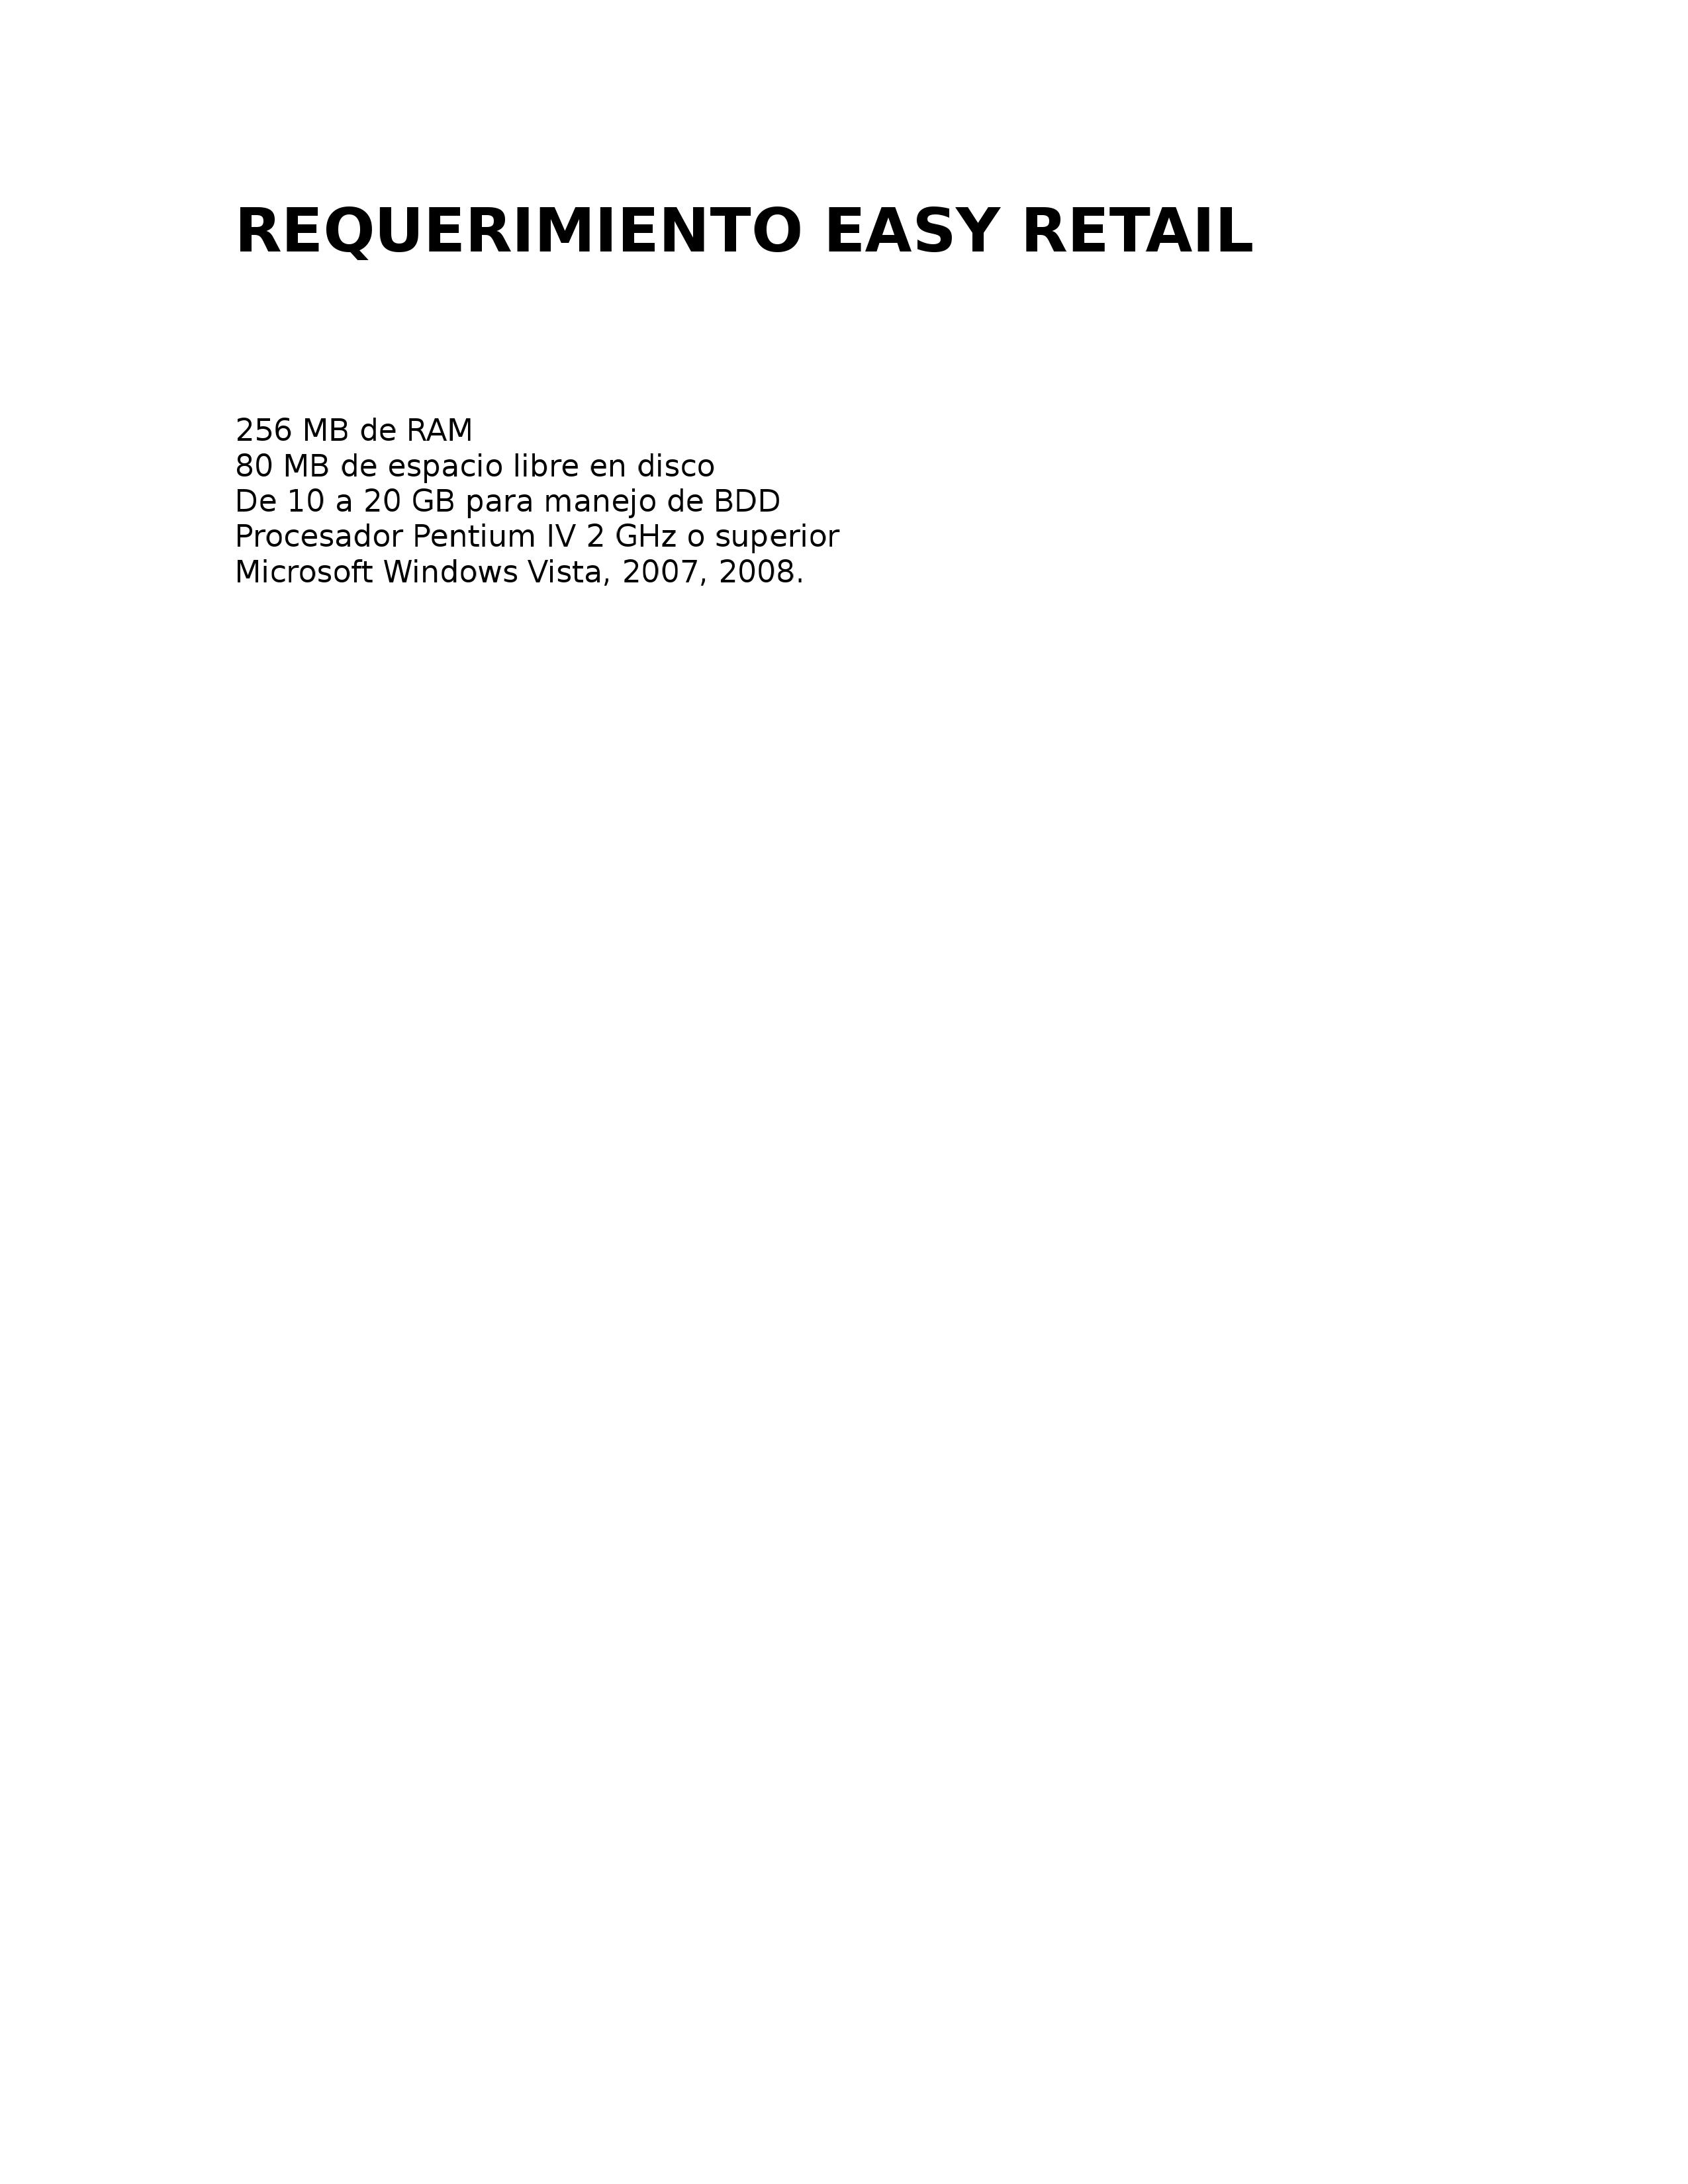 REQUERIMIENTO EASY RETAIL
256 MB de RAM
80 MB de espacio libre en disco
De 10 a 20 GB para manejo de BDD
Procesador Pentium IV 2 GHz o superior
Microsoft Windows Vista, 2007, 2008.